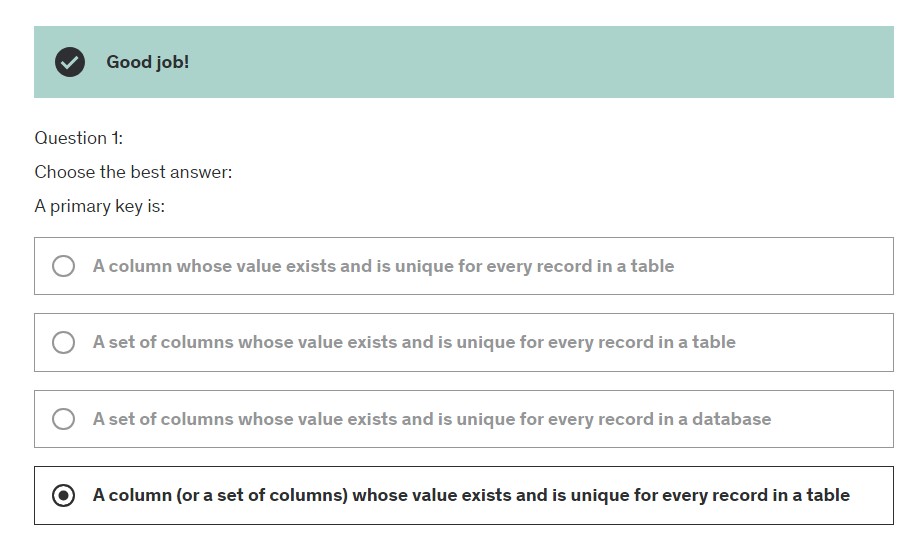 Good job!
Question 1:
Choose the best answer:
A primary key is:
A column whose value exists and is unique for every record in a table
A set of columns whose value exists and is unique for every record in a table
A set of columns whose value exists and is unique for every record in a database
A column (or a set of columns) whose value exists and is unique for every record in a table